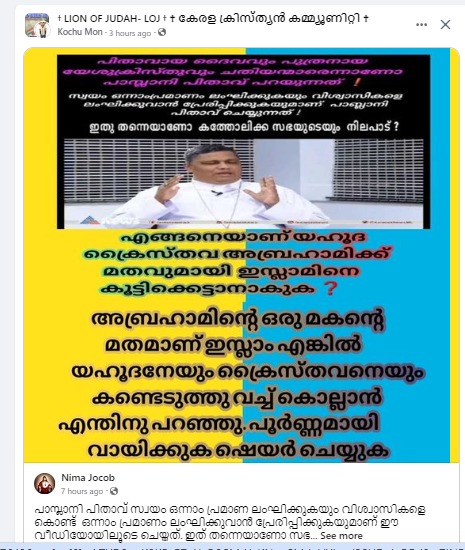 † LION OF JUDAH- LOJ † ✝ കേരള ക്രിസ്ത്യൻ കമ്മ്യൂണിറ്റി ✝
Kochu Mon · 3 hours ago ·
പിതാവായ ദൈവവും പുത്രനായ
യേശുക്രിസ്തുവും ചതിയന്മാരെന്നാണോ
പാസ്ലാനി പിതാവ് പറയുന്നത് ❗
സ്വയം ഒന്നാംപ്രമാണം ലംഘിക്കുകയും വിശ്വാസികളെ
ലംഘിക്കുവാൻ പ്രേരിപ്പിക്കുകയുമാണ് പാബ്ലാനി
പിതാവ് ചെയ്യുന്നത് !
ഇതു തന്നെയാണോ കത്തോലിക്ക സഭയുടെയും നിലപാട് ?
എങ്ങനെയാണ് യഹൂദ
ക്രൈസ്തവ അബ്രഹാമിക്ക്
മതവുമായി ഇസ്ലാമിനെ
കൂട്ടിക്കെട്ടാനാകുക ❓
അബ്രഹാമിന്റെ ഒരു മകന്റെ
മതമാണ് ഇസ്ലാം എങ്കിൽ
യഹൂദനേയും ക്രൈസ്തവനെയും
കണ്ടെടുത്തു വച്ച് കൊല്ലാൻ
എന്തിനു പറഞ്ഞു.പൂർണ്ണമായി
വായിക്കുക ഷെയർ ചെയ്യുക
Nima Jocob
7 hours ago ·
പാസ്ലാനി പിതാവ് സ്വയം ഒന്നാം പ്രമാണ ലംഘിക്കുകയും വിശ്വാസികളെ
കൊണ്ട് ഒന്നാം പ്രമാണം ലംഘിക്കുവാൻ പ്രേരിപ്പിക്കുകയുമാണ് ഈ
വീഡിയോയിലൂടെ ചെയ്തത്. ഇത് തന്നെയാണോ സഭ... See more